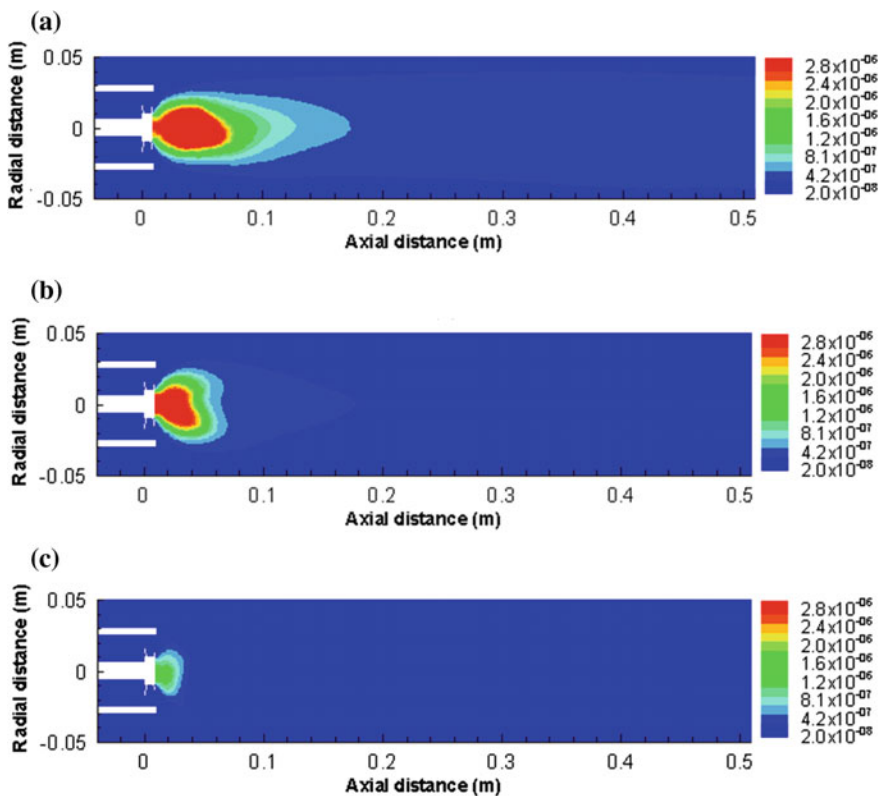 (a)
0.05
0
-0.05
Radial distance (m)
0 0.1 0.2 0.3 0.4 0.5
Axial distance (m)
2.8x10-06
2.4x10-06
2.0x10-06
1.6x10-06
1.2x10-06
8.1x10-07
4.2x10-07
2.0x10-08
(b)
0.05
0
-0.05
Radial distance (m)
0 0.1 0.2 0.3 0.4 0.5
Axial distance (m)
2.8x10-06
2.4x10-06
2.0x10-06
1.6x10-06
1.2x10-06
8.1x10-07
4.2x10-07
2.0x10-08
(c)
0.05
0
-0.05
Radial distance (m)
0 0.1 0.2 0.3 0.4 0.5
Axial distance (m)
2.8x10-06
2.4x10-06
2.0x10-06
1.6x10-06
1.2x10-06
8.1x10-07
4.2x10-07
2.0x10-08